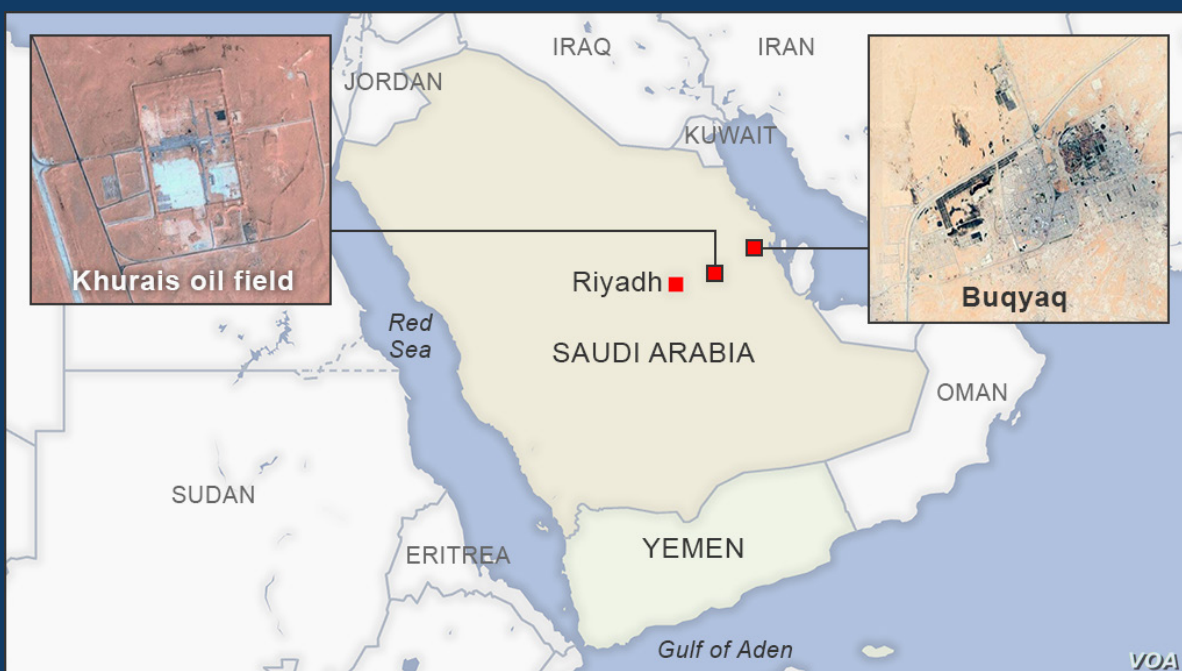 IRAQ
IRAN
JORDAN
KUWAIT
Khurais oil field
Riyadh
Buqyaq
Red
Sea
SAUDI ARABIA
OMAN
SUDAN
ERITREA
YEMEN
Gulf of Aden
VOA